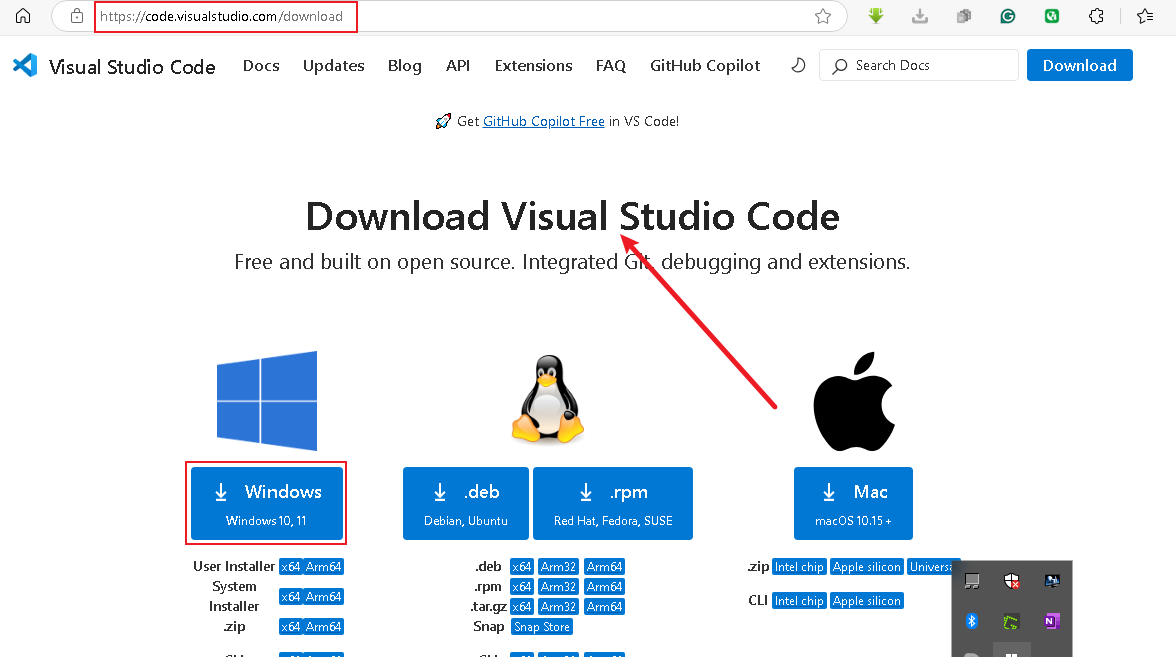 https://code.visualstudio.com/download
Visual Studio Code Docs Updates Blog API Extensions FAQ GitHub Copilot Search Docs Download
Get GitHub Copilot Free in VS Code!
Download Visual Studio Code
Free and built on open source. Integrated Git, debugging and extensions.
Windows
Windows 10, 11
.deb
Debian, Ubuntu
.rpm
Red Hat, Fedora, SUSE
Mac
macOS 10.15+
User Installer x64 Arm64
System Installer x64 Arm64
.zip x64 Arm64
.deb x64 Arm32 Arm64
.rpm x64 Arm32 Arm64
.tar.gz x64 Arm32 Arm64
Snap Snap Store
.zip Intel chip Apple silicon
CLI Intel chip Apple silicon